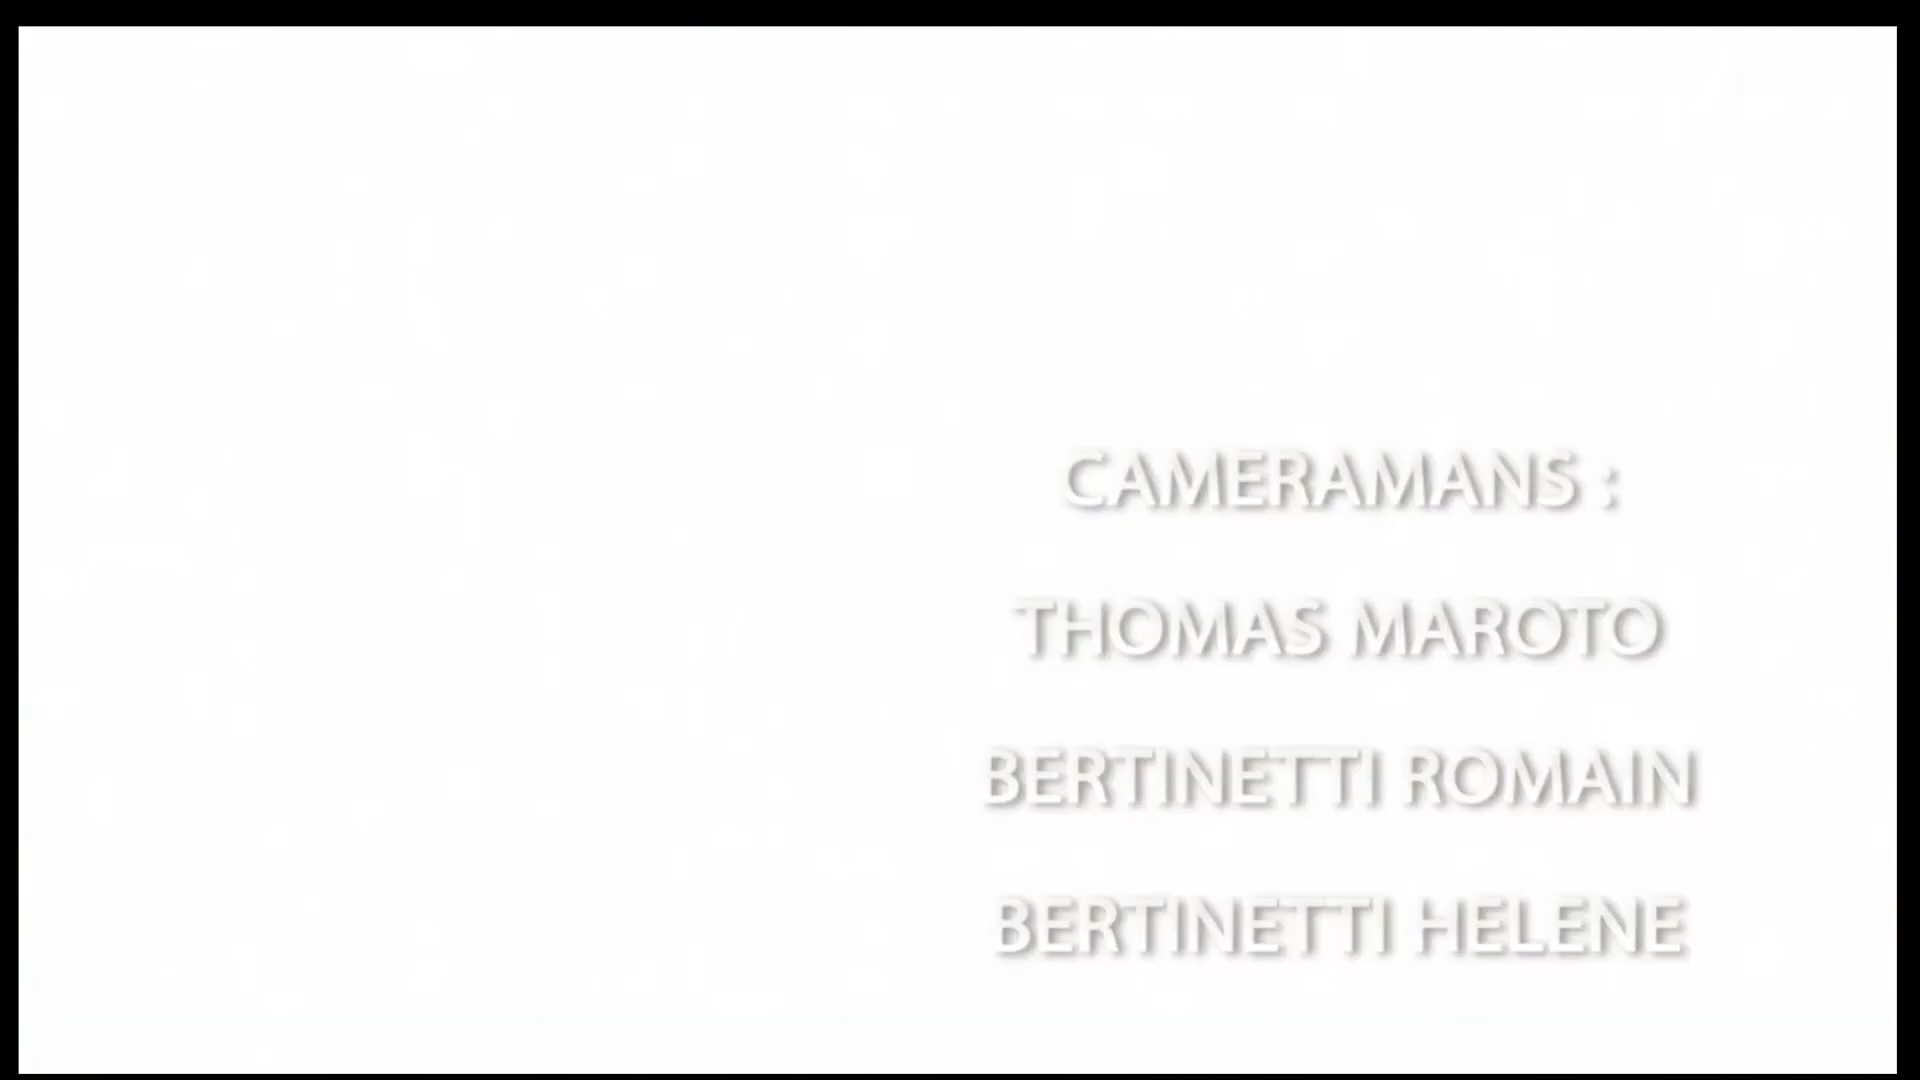 CAMERAMANS :
THOMAS MAROTO
BERTINETTI ROMAIN
BERTINETTI HELENE